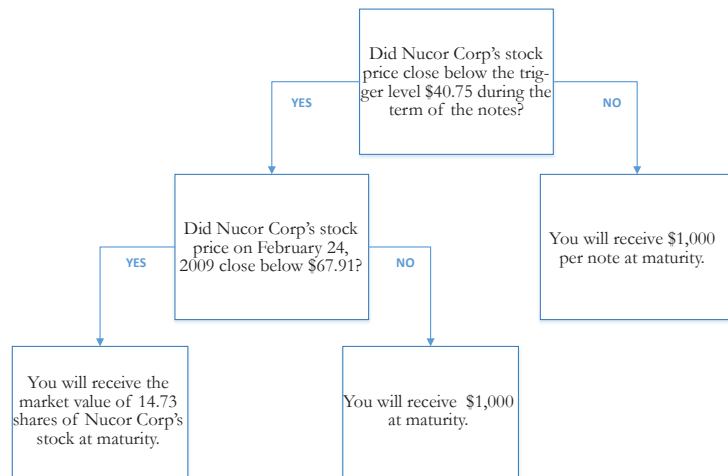 Did Nucor Corp's stock
price close below the trig-
ger level $40.75 during the
term of the notes?
YES
NO
Did Nucor Corp's stock
price on February 24,
2009 close below $67.91?
You will receive $1,000
per note at maturity.
YES
NO
You will receive the
market value of 14.73
shares of Nucor Corp's
stock at maturity.
You will receive $1,000
at maturity.